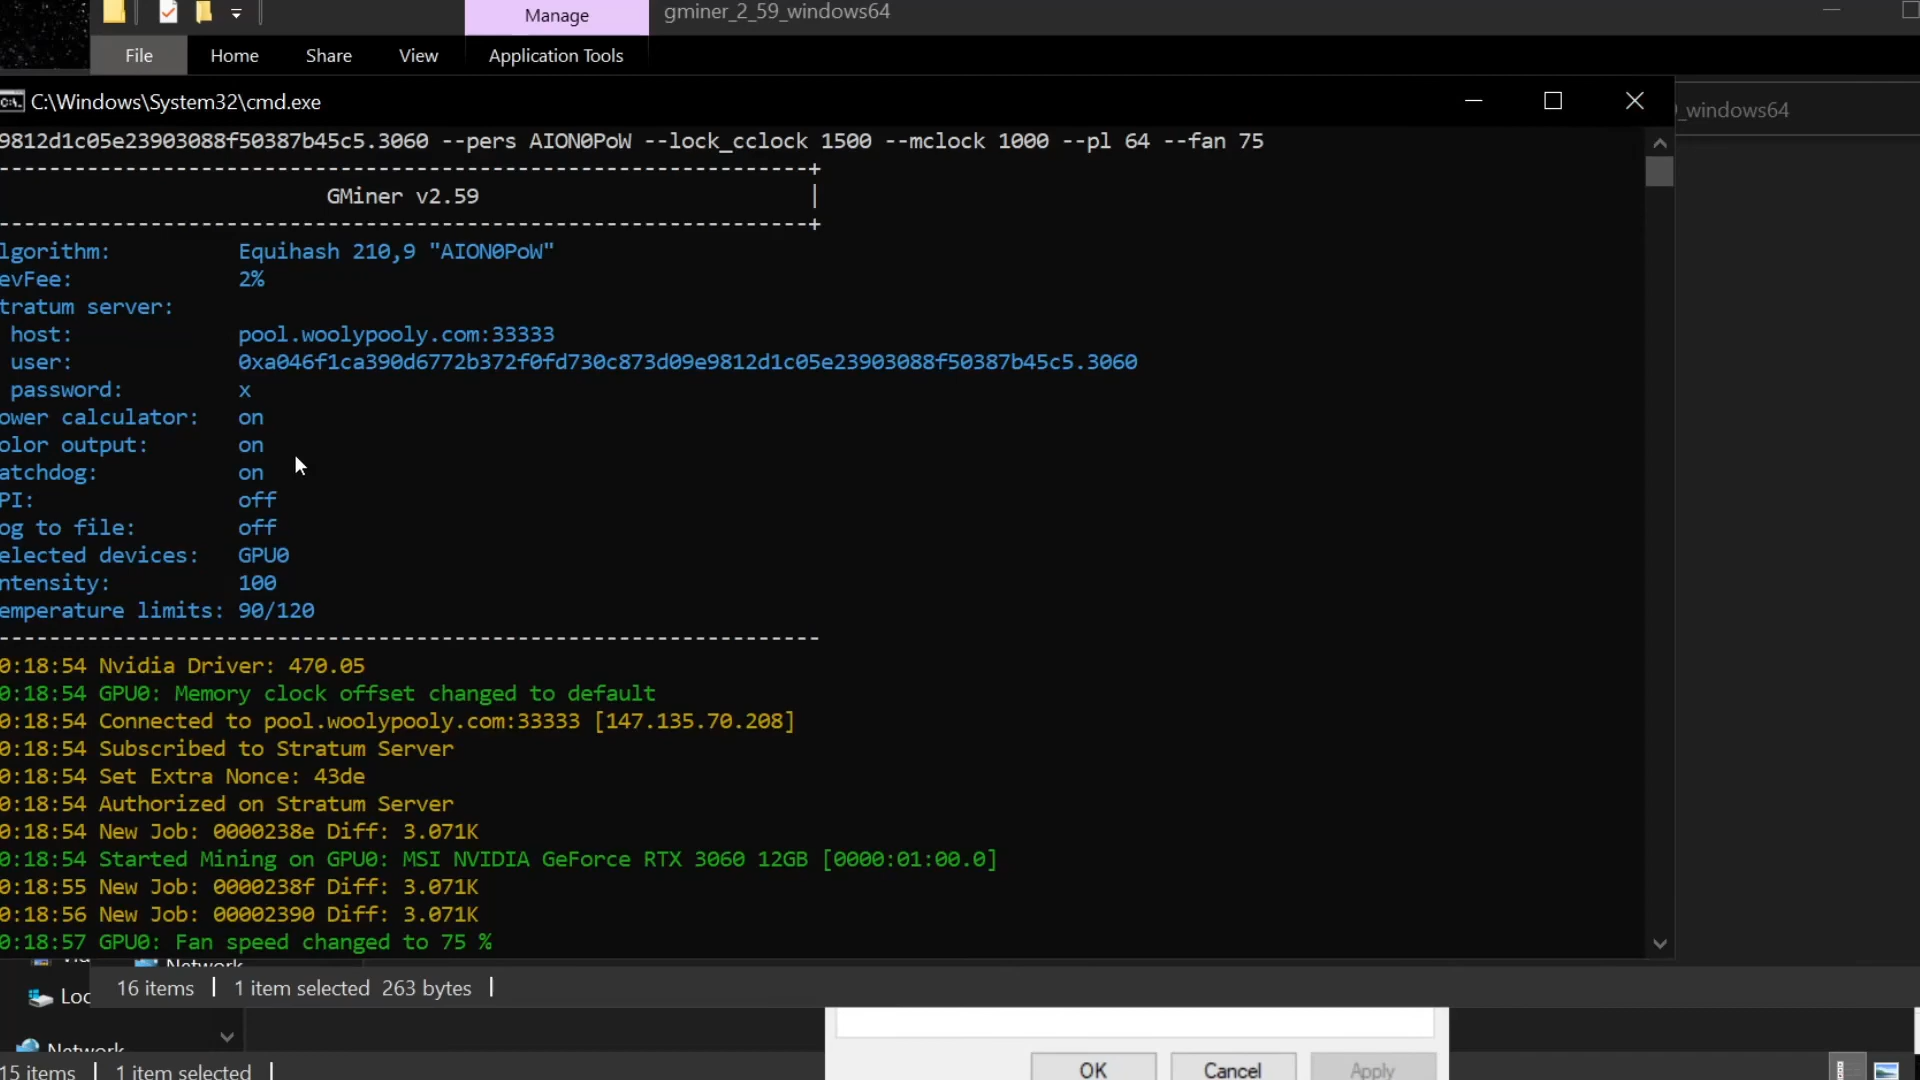 Manage
gminer_2_59_windows64
File
Home
Share
View
Application Tools
C:\Windows\System32\cmd.exe
_windows64
9812d1c05e23903088f50387b45c5.3060 --pers AION0PoW --lock_cclock 1500 --mclock 1000 --pl 64 --fan 75
----------------------------------------------------------------+
GMiner v2.59 |
----------------------------------------------------------------+
lgorithm: Equihash 210,9 "AION0PoW"
evFee: 2%
tratum server:
host: pool.woolypooly.com:33333
user: 0xa046f1ca390d6772b372f0fd730c873d09e9812d1c05e23903088f50387b45c5.3060
password: x
ower calculator: on
olor output: on
atchdog: on
PI: off
og to file: off
elected devices: GPU0
ntensity: 100
emperature limits: 90/120
-----------------------------------------------------------------
0:18:54 Nvidia Driver: 470.05
0:18:54 GPU0: Memory clock offset changed to default
0:18:54 Connected to pool.woolypooly.com:33333 [147.135.70.208]
0:18:54 Subscribed to Stratum Server
0:18:54 Set Extra Nonce: 43de
0:18:54 Authorized on Stratum Server
0:18:54 New Job: 0000238e Diff: 3.071K
0:18:54 Started Mining on GPU0: MSI NVIDIA GeForce RTX 3060 12GB [0000:01:00.0]
0:18:55 New Job: 0000238f Diff: 3.071K
0:18:56 New Job: 00002390 Diff: 3.071K
0:18:57 GPU0: Fan speed changed to 75 %
Network
Loc
16 items | 1 item selected 263 bytes |
Network
15 items | 1 item selected |
OK
Cancel
Apply